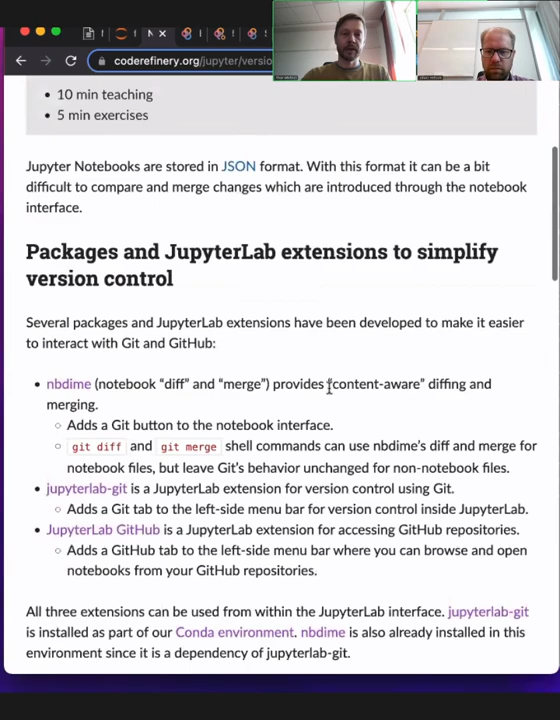 coderefinery.org/jupyter/versio
10 min teaching
5 min exercises
Jupyter Notebooks are stored in JSON format. With this format it can be a bit
difficult to compare and merge changes which are introduced through the notebook
interface.
Packages and JupyterLab extensions to simplify
version control
Several packages and JupyterLab extensions have been developed to make it easier
to interact with Git and GitHub:
nbdime (notebook “diff” and “merge”) provides “content-aware” diffing and
merging.
Adds a Git button to the notebook interface.
git diff and git merge shell commands can use nbdime’s diff and merge for
notebook files, but leave Git’s behavior unchanged for non-notebook files.
jupyterlab-git is a JupyterLab extension for version control using Git.
Adds a Git tab to the left-side menu bar for version control inside JupyterLab.
JupyterLab GitHub is a JupyterLab extension for accessing GitHub repositories.
Adds a GitHub tab to the left-side menu bar where you can browse and open
notebooks from your GitHub repositories.
All three extensions can be used from within the JupyterLab interface. jupyterlab-git
is installed as part of our Conda environment. nbdime is also already installed in this
environment since it is a dependency of jupyterlab-git.